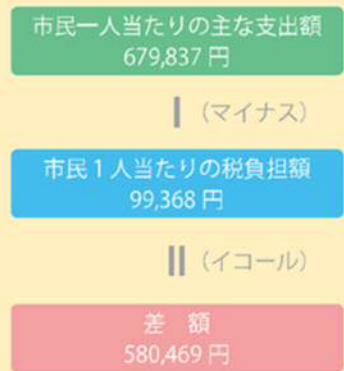 市民一人当たりの主な支出額
679,837 円
（マイナス）
市民１人当たりの税負担額
99,368 円
（イコール）
差　額
580,469 円